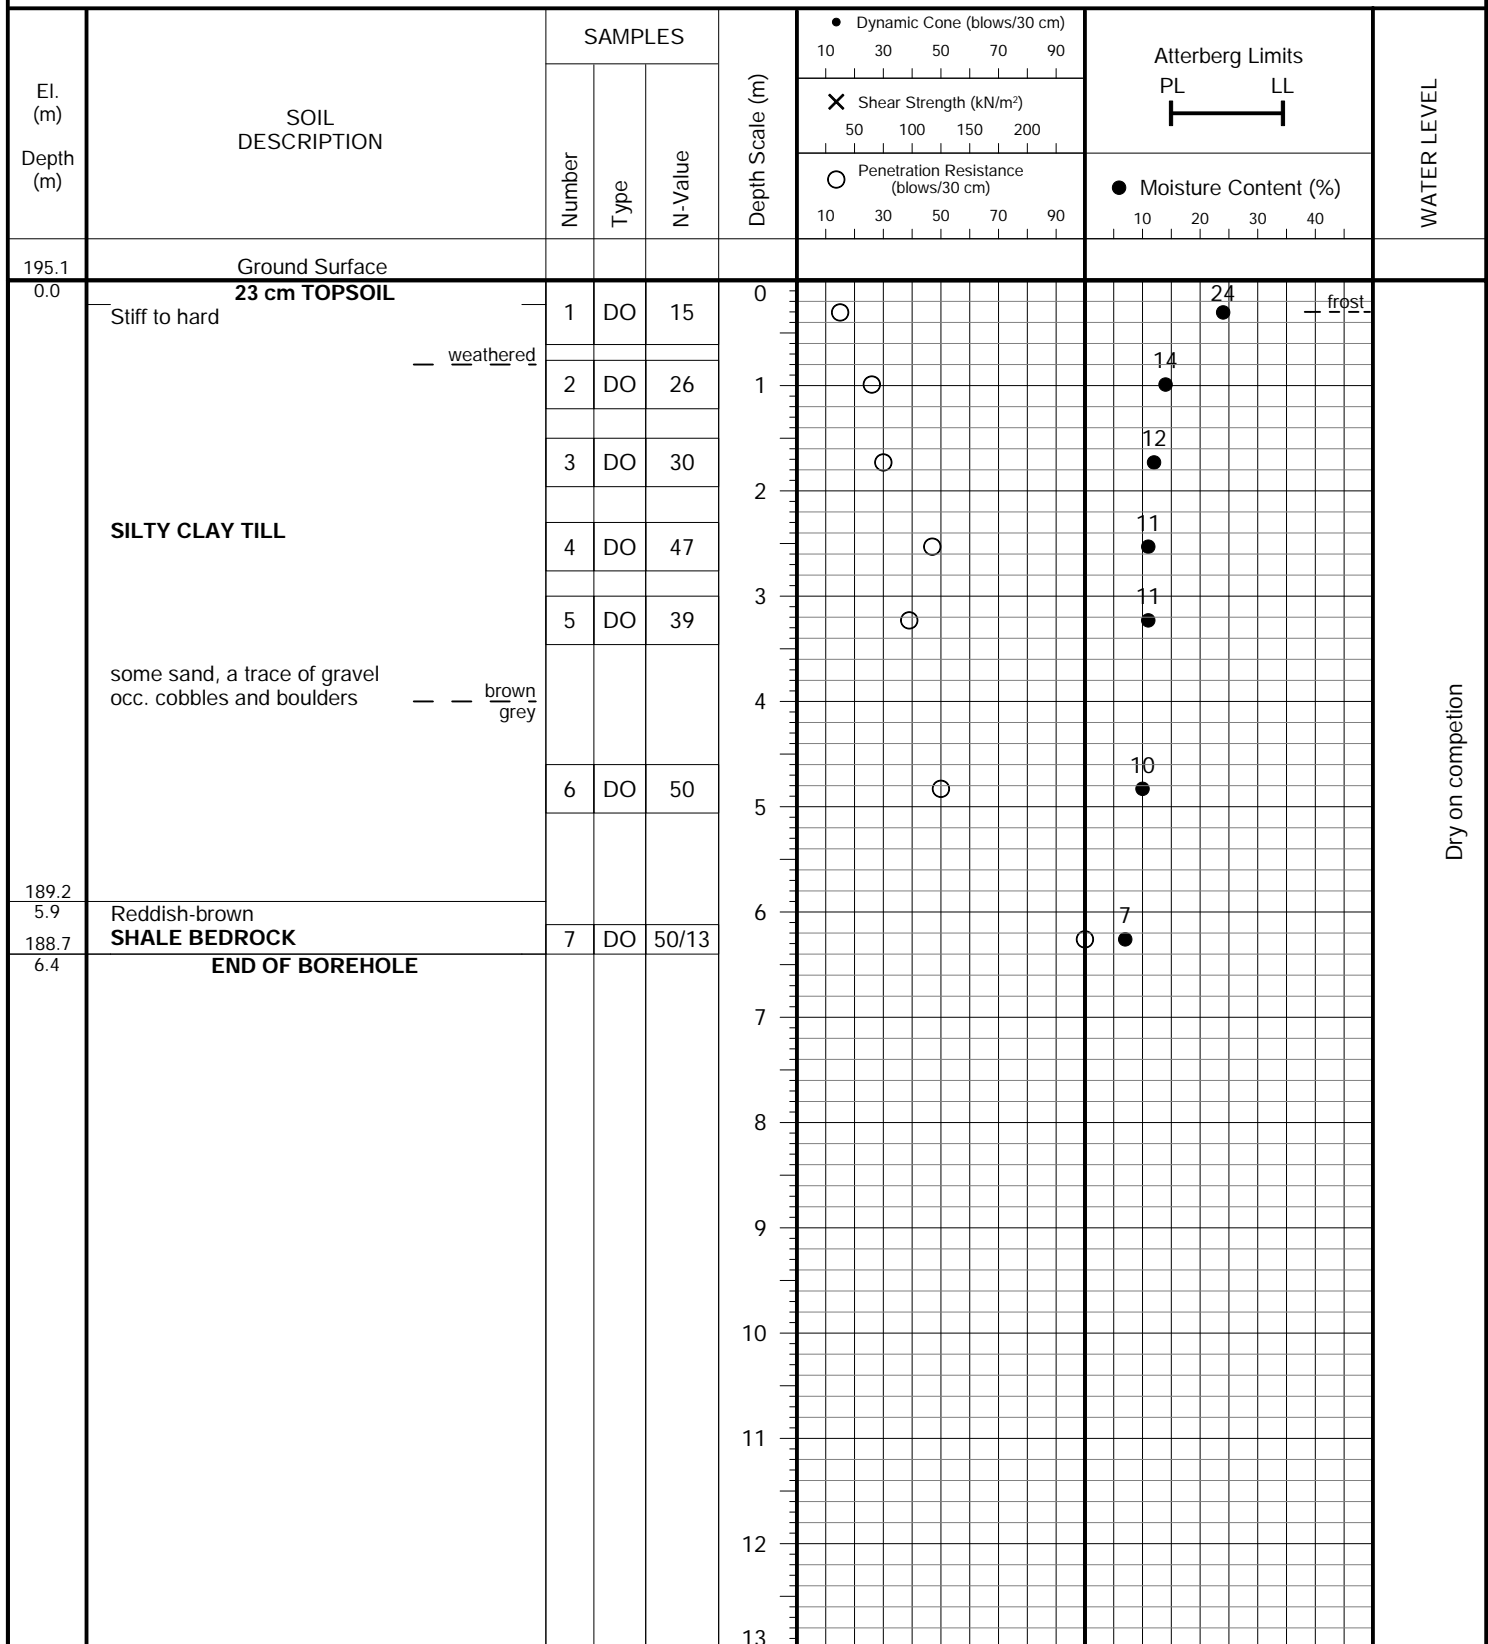 El.
(m)
Depth
(m)
SOIL
DESCRIPTION
SAMPLES
Number
Type
N-Value
Depth Scale (m)
Dynamic Cone (blows/30 cm)
10 30 50 70 90
Shear Strength (kN/m²)
50 100 150 200
Penetration Resistance
(blows/30 cm)
10 30 50 70 90
Atterberg Limits
PL LL
Moisture Content (%)
10 20 30 40
WATER LEVEL
195.1 Ground Surface
0.0 23 cm TOPSOIL
Stiff to hard
1 DO 15
0
24
frost
weathered
14
2 DO 26
1
12
3 DO 30
2
SILTY CLAY TILL
11
4 DO 47
3
11
5 DO 39
some sand, a trace of gravel
occ. cobbles and boulders
brown
grey
4
10
6 DO 50
5
Dry on competion
189.2
5.9 Reddish-brown
6
7
188.7 SHALE BEDROCK
7 DO 50/13
6.4 END OF BOREHOLE
7
8
9
10
11
12
13